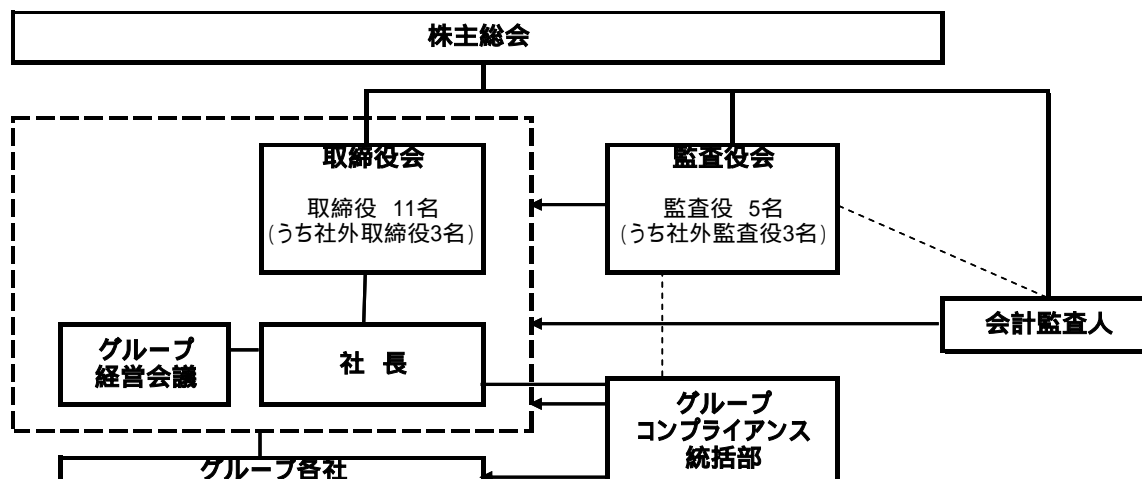 株主総会
取締役会
取締役 11名
(うち社外取締役3名)
監査役会
監査役 5名
(うち社外監査役3名)
会計監査人
グループ
経営会議
社 長
グループ
コンプライアンス
統括部
グループ各社